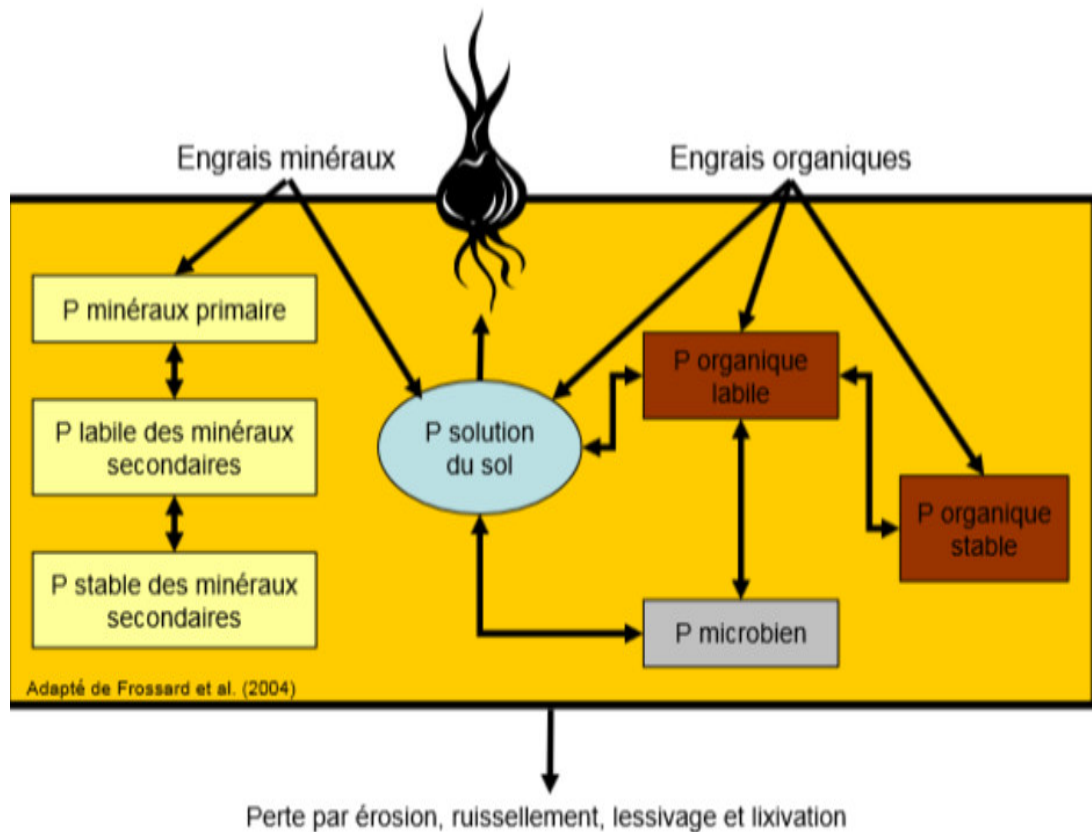 Engrais minéraux
Engrais organiques
P minéraux primaire
P labile des minéraux
secondaires
P stable des minéraux
secondaires
P solution
du sol
P organique
labile
P organique
stable
P microbien
Adapté de Frossard et al. (2004)
Perte par érosion, ruissellement, lessivage et lixivation